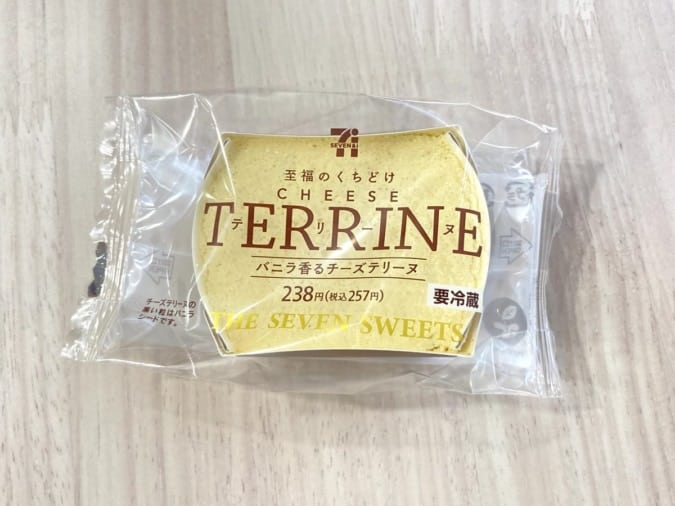 SEVEN&i
至福のくちどけ
CHEESE
TERRINE
テリーヌ
バニラ香るチーズテリーヌ
238円(税込257円)
要冷蔵
THE SEVEN SWEETS
チーズテリーヌの
黒い粒はバニラ
シードです。